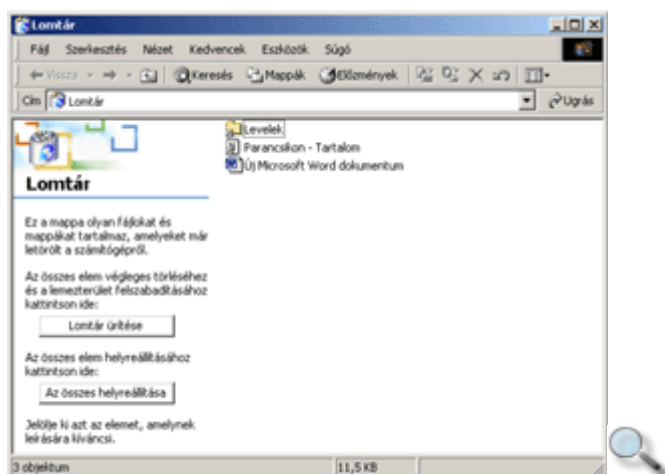 Lomtár
Fájl Szerkesztés Nézet Kedvencek Eszközök Súgó
Vissza Keresés Mappák Előzmények
Cím Lomtár Ugrás
Levelek
Parancsikon - Tartalom
Új Microsoft Word dokumentum
Lomtár
Ez a mappa olyan fájlokat és
mappákat tartalmaz, amelyeket már
letörölt a számítógépről.
Az összes elem végleges törléséhez
és a lemezterület felszabadításához
kattintson ide:
Lomtár ürítése
Az összes elem helyreállításához
kattintson ide:
Az összes helyreállítása
Jelölje ki azt az elemet, amelynek
leírására kíváncsi.
3 objektum 11,5 KB